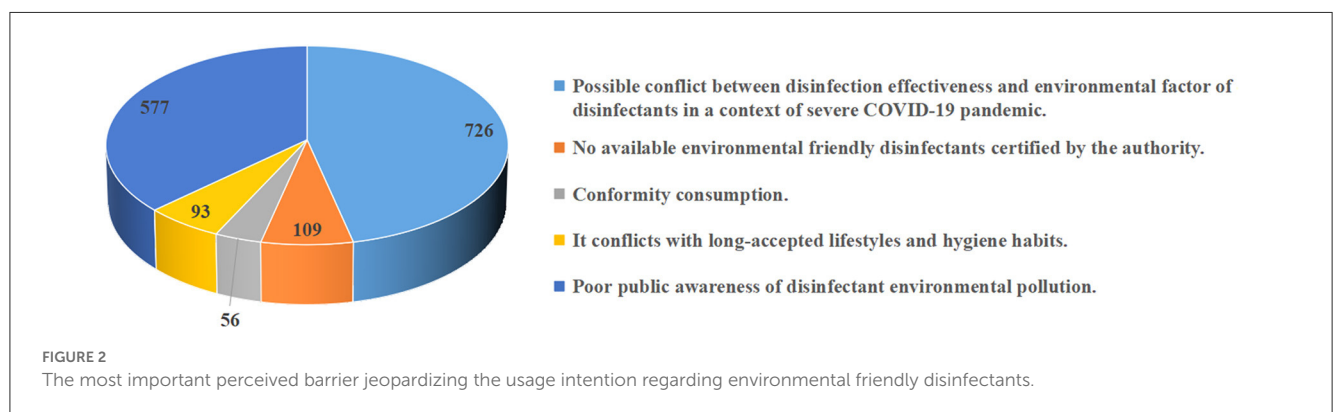 577
726
93
109
56
Possible conflict between disinfection effectiveness and environmental factor of
disinfectants in a context of severe COVID-19 pandemic.
No available environmental friendly disinfectants certified by the authority.
Conformity consumption.
It conflicts with long-accepted lifestyles and hygiene habits.
Poor public awareness of disinfectant environmental pollution.
FIGURE 2
The most important perceived barrier jeopardizing the usage intention regarding environmental friendly disinfectants.